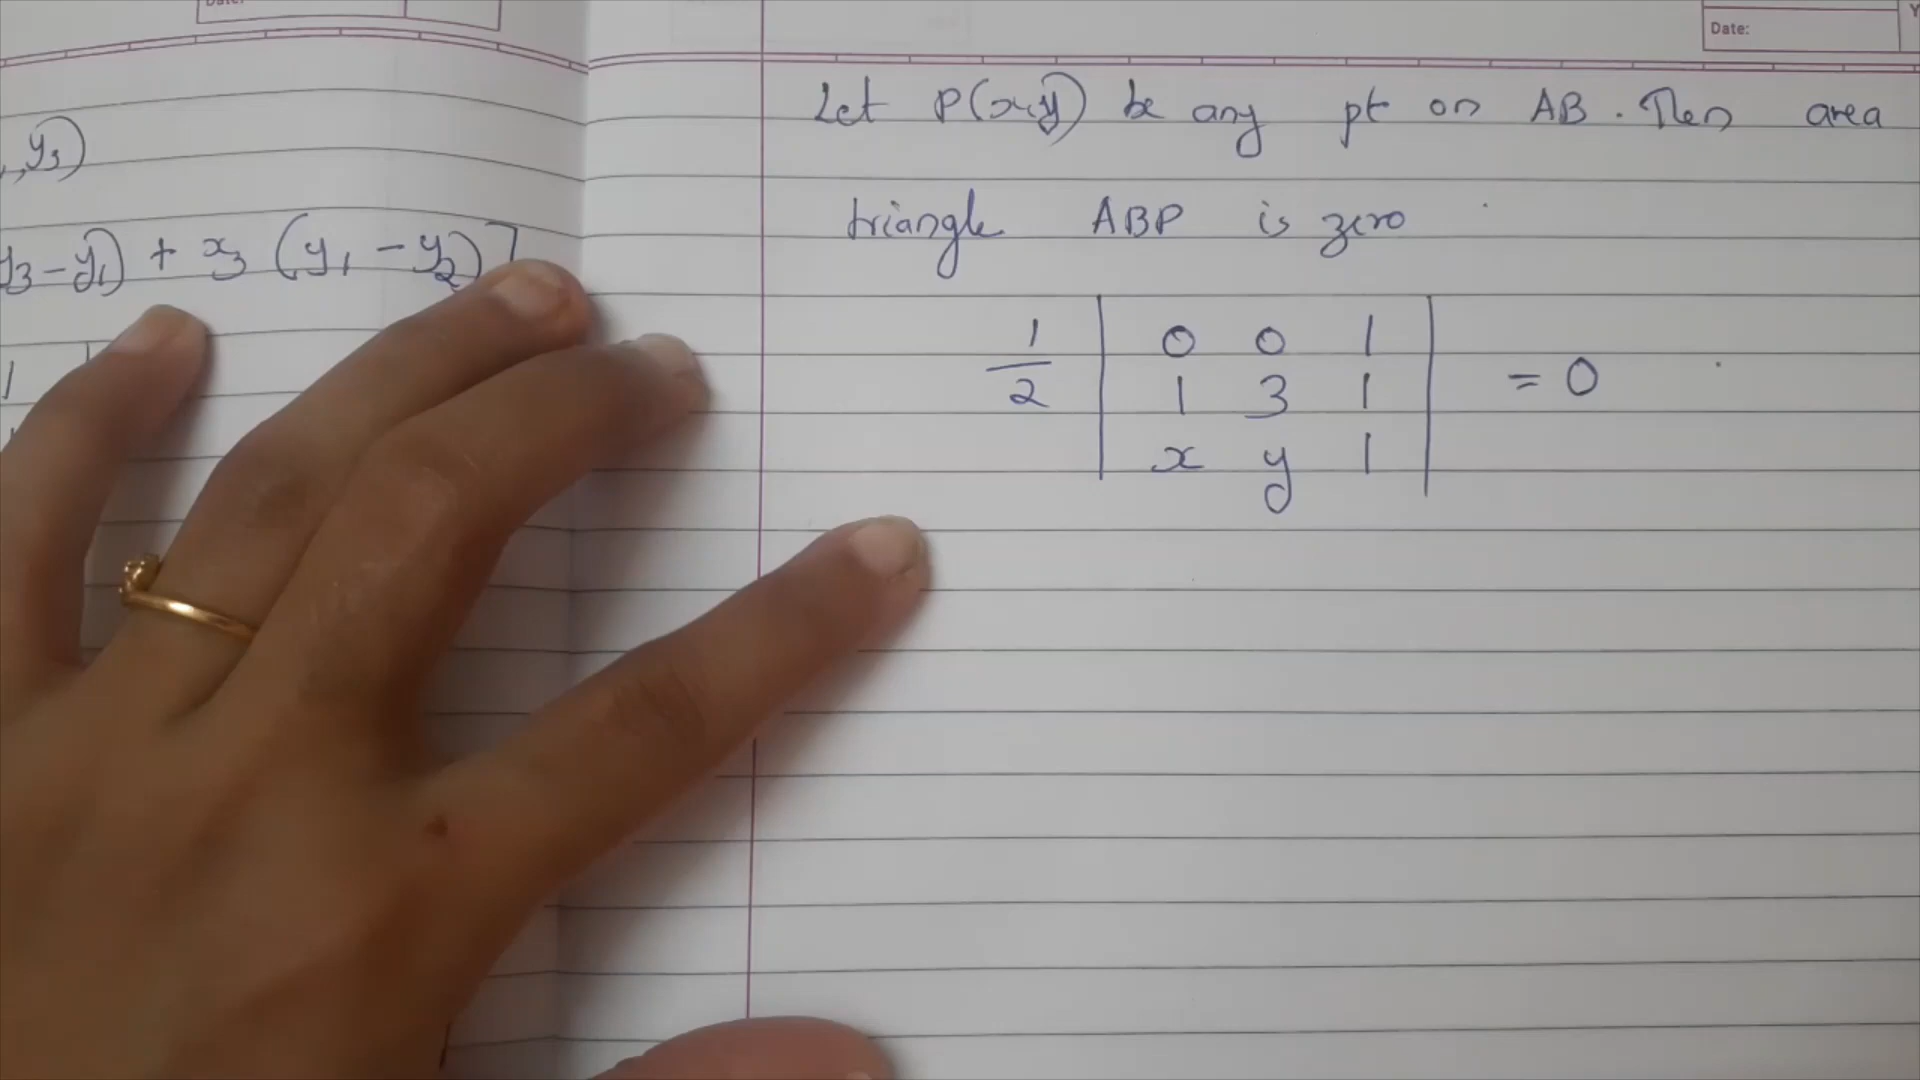 Date:
, y3)
y3 - y1) + x3 (y1 - y2)]
Date:
Let P(x,y) be any pt on AB. Then area
triangle ABP is zero
1/2 | 0 0 1 |
| 1 3 1 | = 0
| x y 1 |